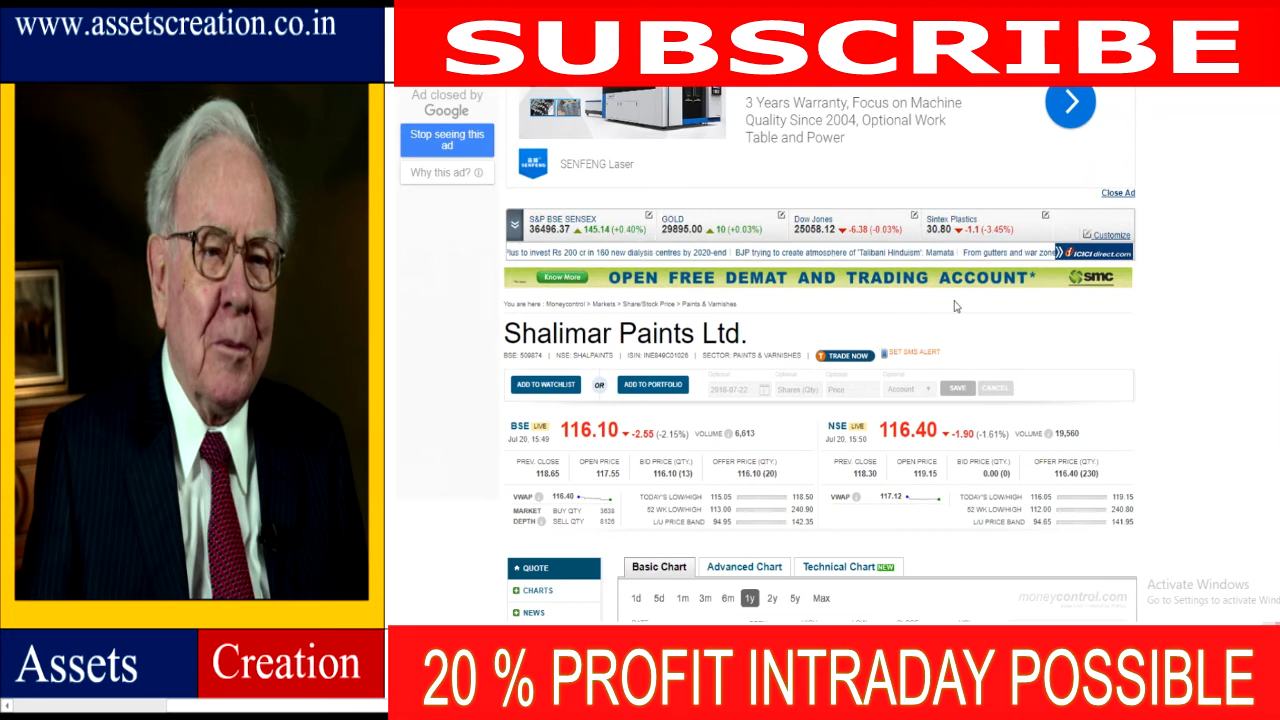 www.assetscreation.co.in
SUBSCRIBE
Ad closed by
Google
Stop seeing this
ad
Why this ad?
3 Years Warranty, Focus on Machine
Quality Since 2004, Optional Work
Table and Power
SENFENG Laser
Close Ad
S&P BSE SENSEX
36496.37 145.14 (+0.40%)
GOLD
29895.00 10 (+0.03%)
Dow Jones
25058.12 -6.38 (-0.03%)
Sintex Plastics
30.80 -1.1 (-3.45%)
Customize
Plus to invest Rs 200 cr in 160 new dialysis centres by 2020-end | BJP trying to create atmosphere of 'Talibani Hinduism': Mamata | From gutters and war zone
ICICI direct.com
Know More OPEN FREE DEMAT AND TRADING ACCOUNT* smc
You are here : Moneycontrol > Markets > Share/Stock Price > Paints & Varnishes
Shalimar Paints Ltd.
BSE: 509874 | NSE: SHALPAINTS | ISIN: INE849C01026 | SECTOR: PAINTS & VARNISHES | TRADE NOW SET SMS ALERT
Optional Optional Optional Optional
ADD TO WATCHLIST OR ADD TO PORTFOLIO 2018-07-22 Shares (Qty) Price Account SAVE CANCEL
BSE LIVE 116.10 -2.55 (-2.15%) VOLUME 6,613
Jul 20, 15:49
NSE LIVE 116.40 -1.90 (-1.61%) VOLUME 19,560
Jul 20, 15:50
PREV. CLOSE OPEN PRICE BID PRICE (QTY.) OFFER PRICE (QTY.)
118.65 117.55 116.10 (13) 116.10 (20)
PREV. CLOSE OPEN PRICE BID PRICE (QTY.) OFFER PRICE (QTY.)
118.30 119.15 0.00 (0) 116.40 (230)
VWAP 116.40 TODAY'S LOW/HIGH 115.05 118.50
MARKET BUY QTY 3638 52 WK LOW/HIGH 113.00 240.90
DEPTH SELL QTY 8126 L/U PRICE BAND 94.95 142.35
VWAP 117.12 TODAY'S LOW/HIGH 116.05 119.15
52 WK LOW/HIGH 112.00 240.80
L/U PRICE BAND 94.65 141.95
QUOTE
CHARTS
NEWS
Basic Chart Advanced Chart Technical Chart NEW
1d 5d 1m 3m 6m 1y 2y 5y Max
moneycontrol.com
Activate Windows
Go to Settings to activate Wind
Assets Creation
20 % PROFIT INTRADAY POSSIBLE